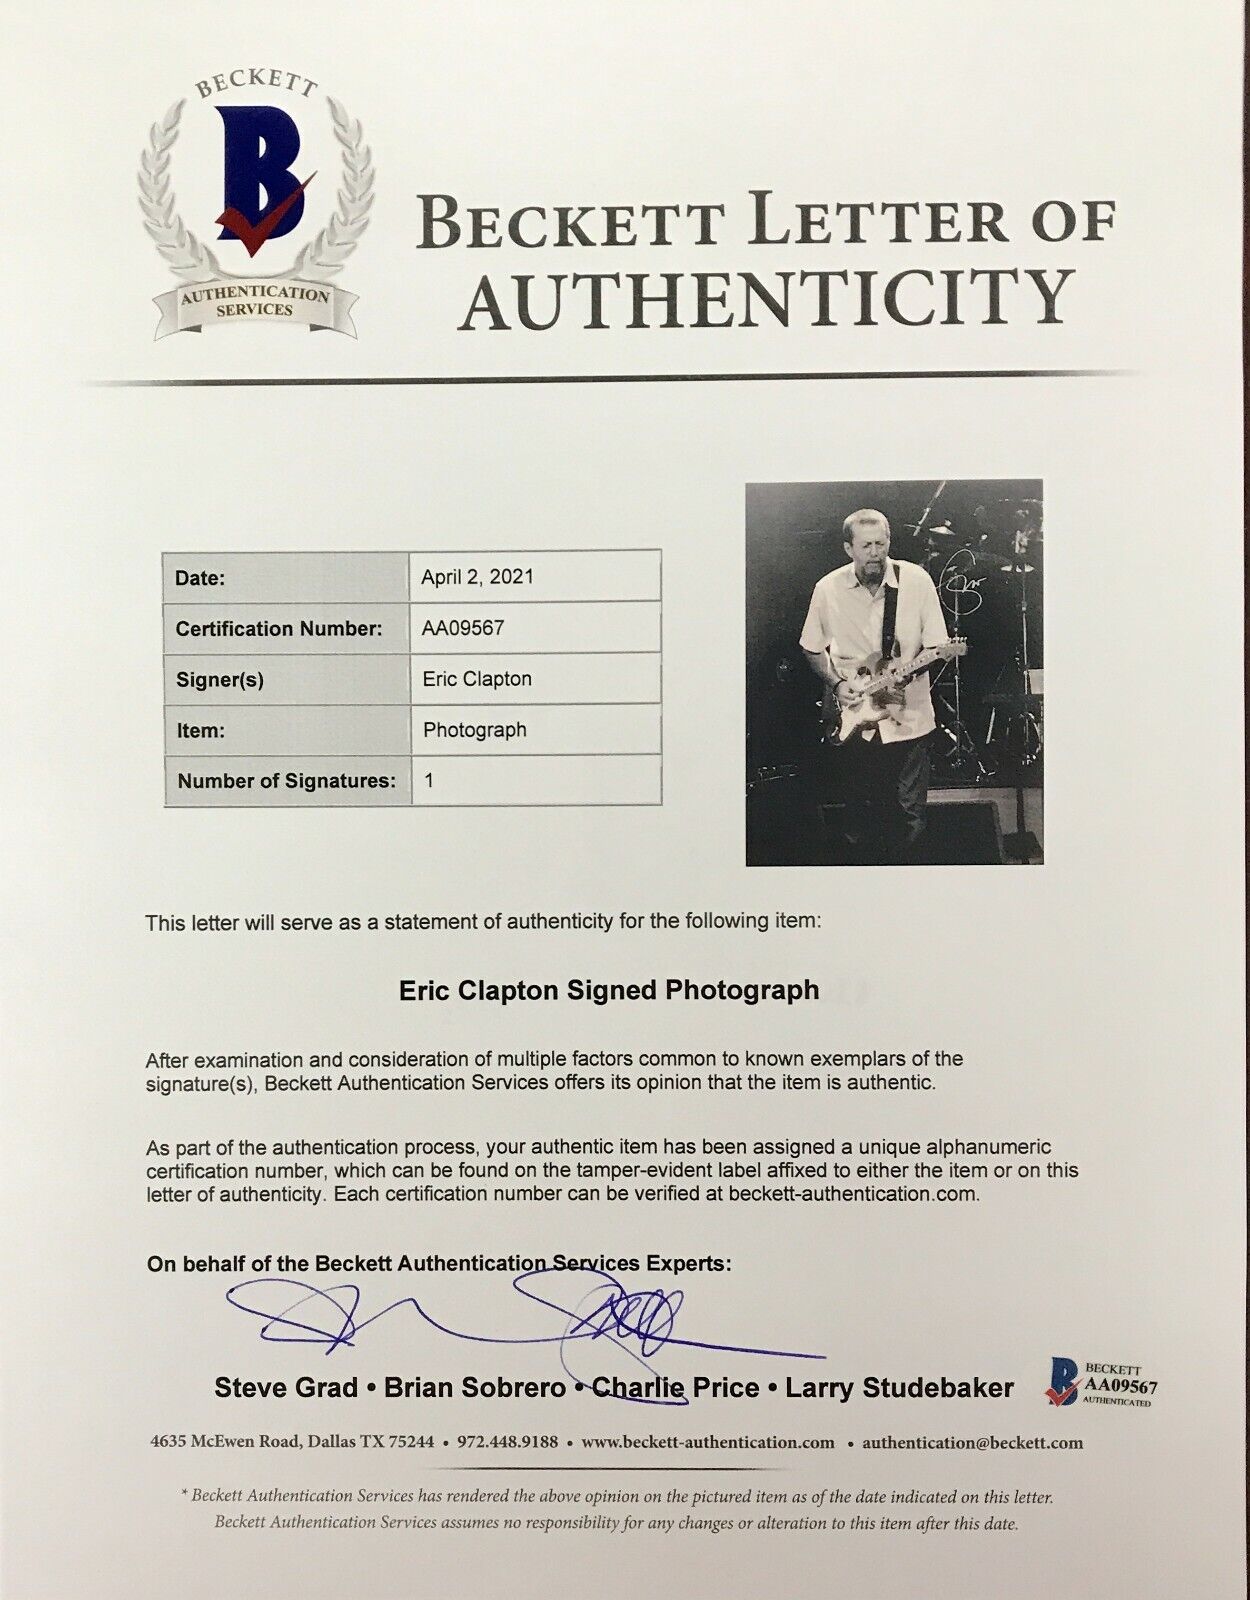 BECKETT
B
AUTHENTICATION
SERVICES
BECKETT LETTER OF
AUTHENTICITY
Date: April 2, 2021
Certification Number: AA09567
Signer(s) Eric Clapton
Item: Photograph
Number of Signatures: 1
This letter will serve as a statement of authenticity for the following item:
Eric Clapton Signed Photograph
After examination and consideration of multiple factors common to known exemplars of the
signature(s), Beckett Authentication Services offers its opinion that the item is authentic.
As part of the authentication process, your authentic item has been assigned a unique alphanumeric
certification number, which can be found on the tamper-evident label affixed to either the item or on this
letter of authenticity. Each certification number can be verified at beckett-authentication.com.
On behalf of the Beckett Authentication Services Experts:
Steve Grad • Brian Sobrero • Charlie Price • Larry Studebaker
B BECKETT
AA09567
AUTHENTICATED
4635 McEwen Road, Dallas TX 75244 • 972.448.9188 • www.beckett-authentication.com • authentication@beckett.com
* Beckett Authentication Services has rendered the above opinion on the pictured item as of the date indicated on this letter.
Beckett Authentication Services assumes no responsibility for any changes or alteration to this item after this date.